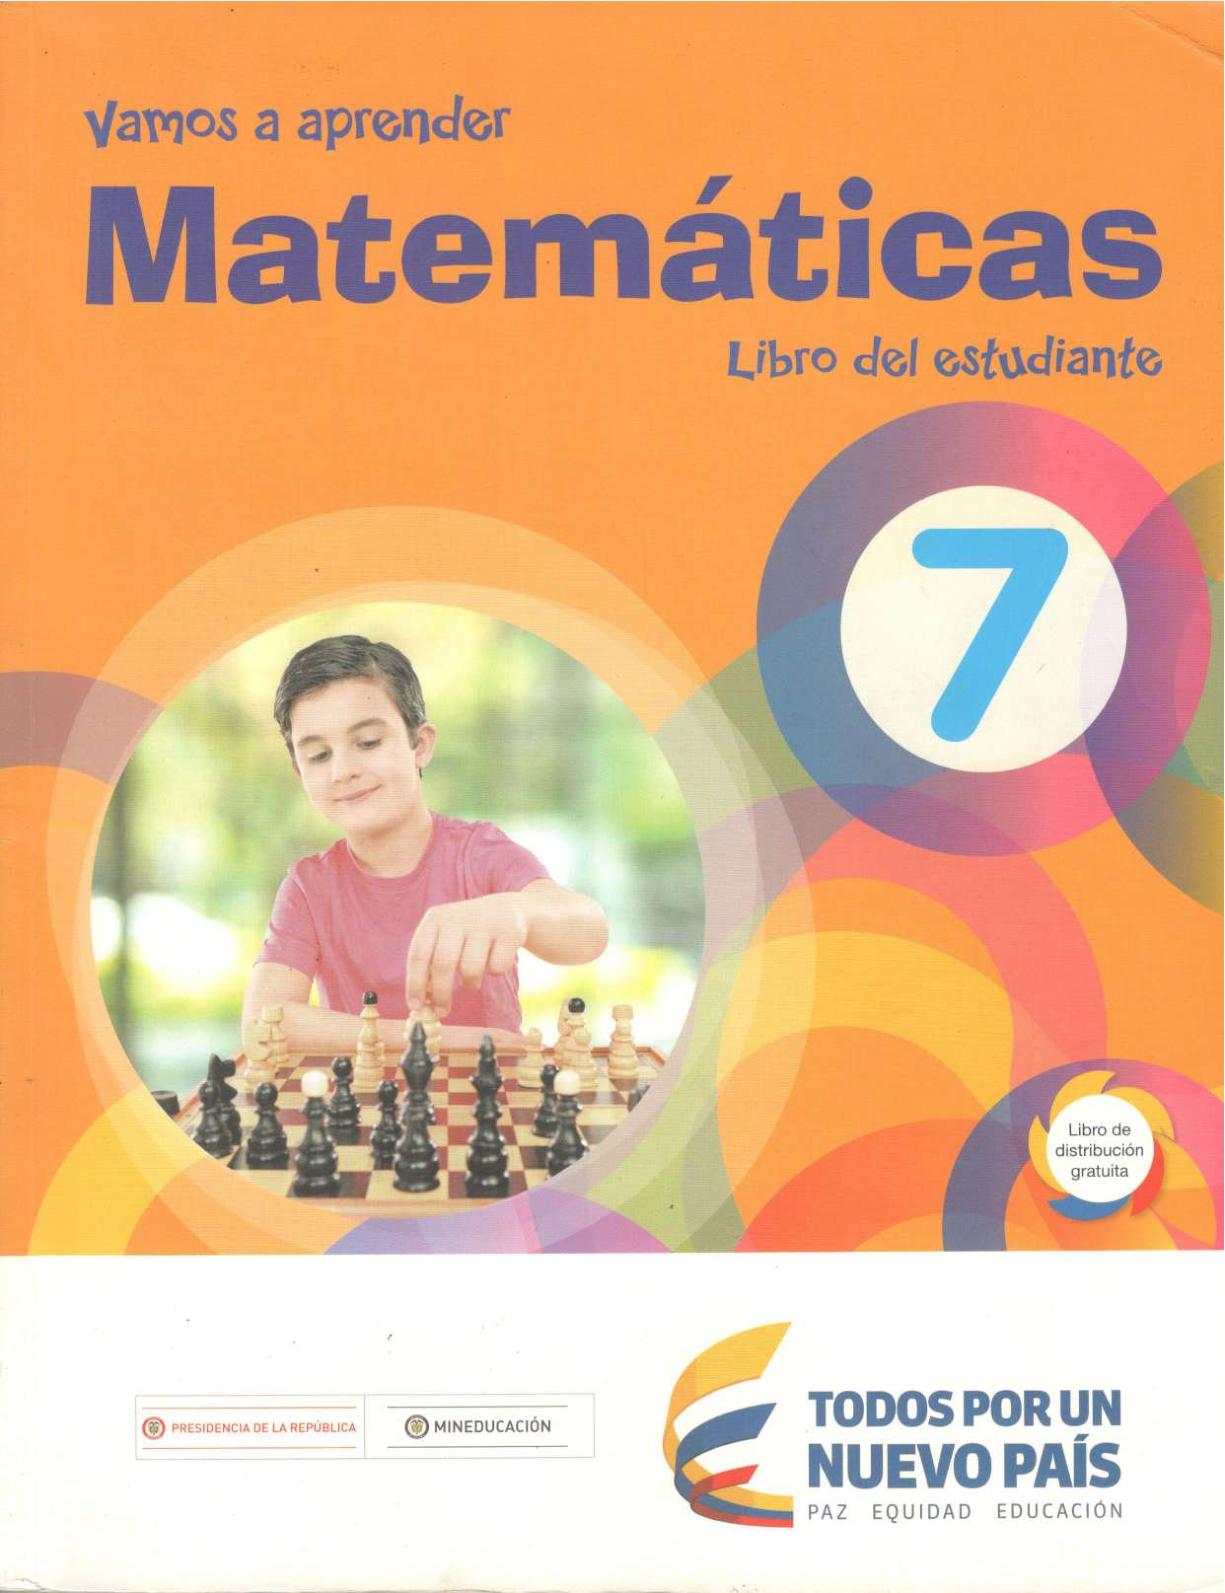 Vamos a aprender
Matemáticas
Libro del estudiante
7
Libro de
distribución
gratuita
PRESIDENCIA DE LA REPÚBLICA
MINEDUCACIÓN
TODOS POR UN
NUEVO PAÍS
PAZ EQUIDAD EDUCACIÓN